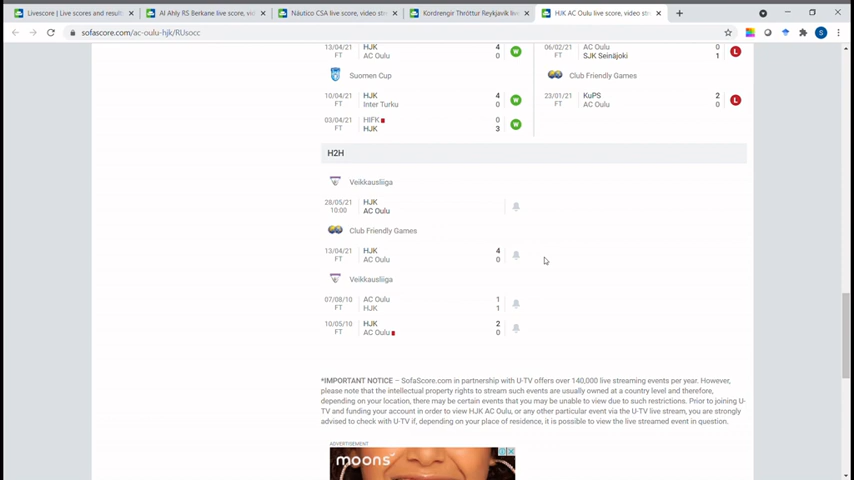 Livescore | Live scores and results
Al Ahly RS Berkane live score, vid
Náutico CSA live score, video stre
Kordrengir Thróttur Reykjavík live
HJK AC Oulu live score, video stre
sofascore.com/ac-oulu-hjk/RUsocc
13/04/21 HJK 4 W
FT AC Oulu 0
Suomen Cup
10/04/21 HJK 4 W
FT Inter Turku 0
03/04/21 HIFK 0 W
FT HJK 3
06/02/21 AC Oulu 0 L
FT SJK Seinäjoki 1
Club Friendly Games
23/01/21 KuPS 2 L
FT AC Oulu 0
H2H
Veikkausliiga
28/05/21 HJK
10:00 AC Oulu
Club Friendly Games
13/04/21 HJK 4
FT AC Oulu 0
Veikkausliiga
07/08/10 AC Oulu 1
FT HJK 1
10/05/10 HJK 2
FT AC Oulu 0
*IMPORTANT NOTICE – SofaScore.com in partnership with U-TV offers over 140,000 live streaming events per year. However,
please note that the intellectual property rights to stream such events are usually owned at a country level and therefore,
depending on your location, there may be certain events that you may be unable to view due to such restrictions. Prior to joining U-
TV and funding your account in order to view HJK AC Oulu, or any other particular event via the U-TV live stream, you are strongly
advised to check with U-TV if, depending on your place of residence, it is possible to view the live streamed event in question.
ADVERTISEMENT
moons